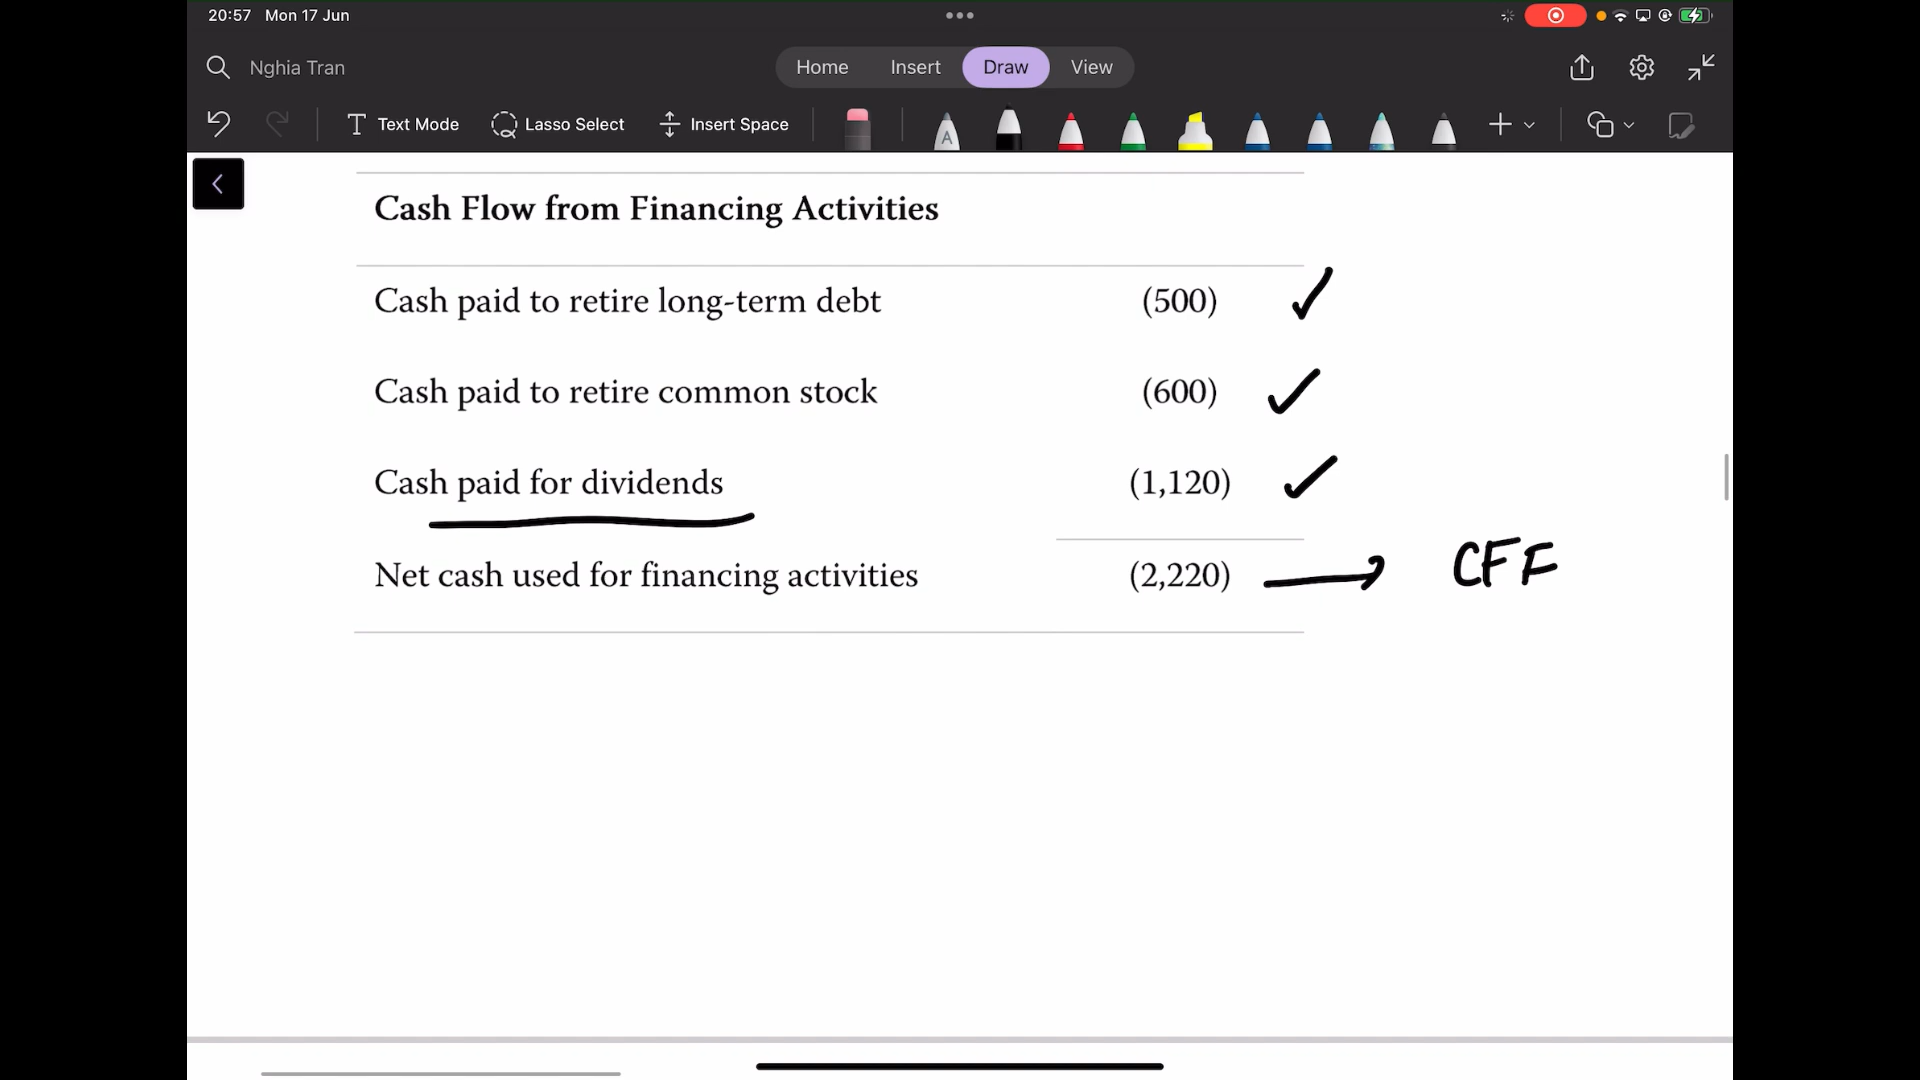 20:57 Mon 17 Jun
Nghia Tran Home Insert Draw View
Text Mode Lasso Select Insert Space A
Cash Flow from Financing Activities
Cash paid to retire long-term debt (500)
Cash paid to retire common stock (600)
Cash paid for dividends (1,120)
Net cash used for financing activities (2,220) CFF